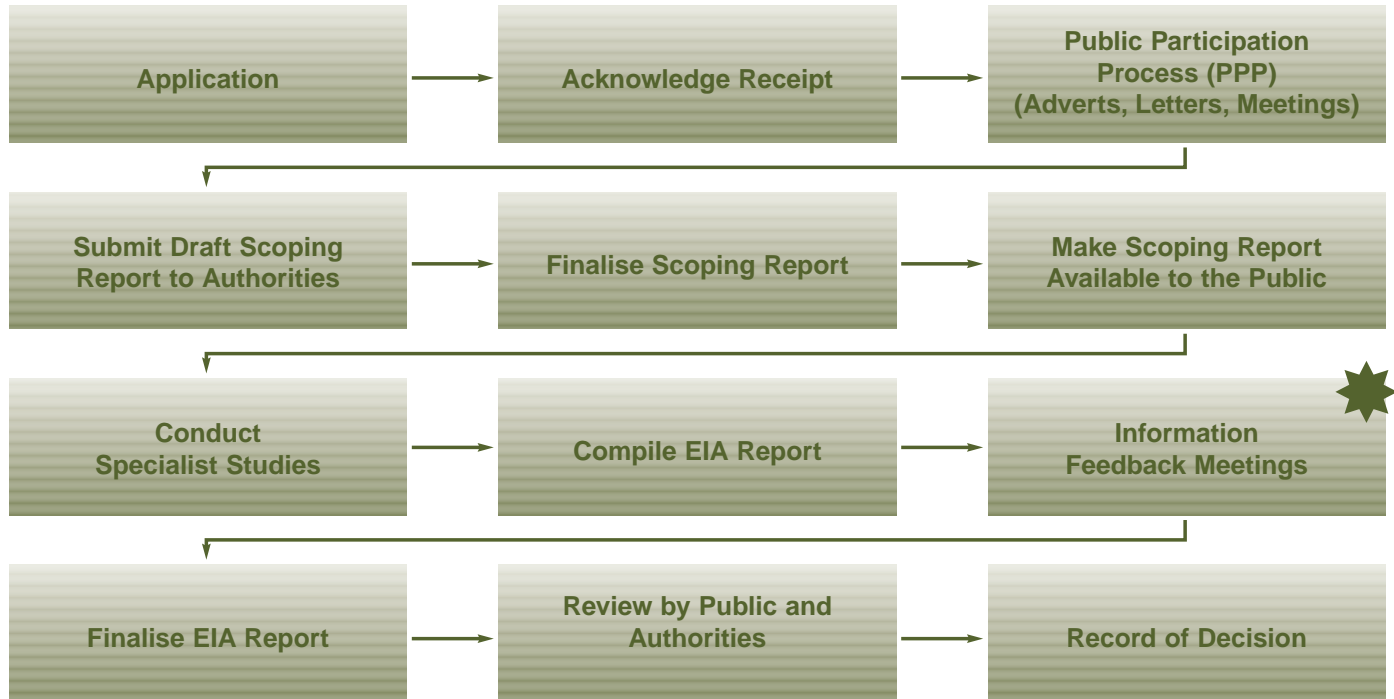 Application
Acknowledge Receipt
Public Participation
Process (PPP)
(Adverts, Letters, Meetings)
Submit Draft Scoping
Report to Authorities
Finalise Scoping Report
Make Scoping Report
Available to the Public
Conduct
Specialist Studies
Compile EIA Report
Information
Feedback Meetings
Finalise EIA Report
Review by Public and
Authorities
Record of Decision